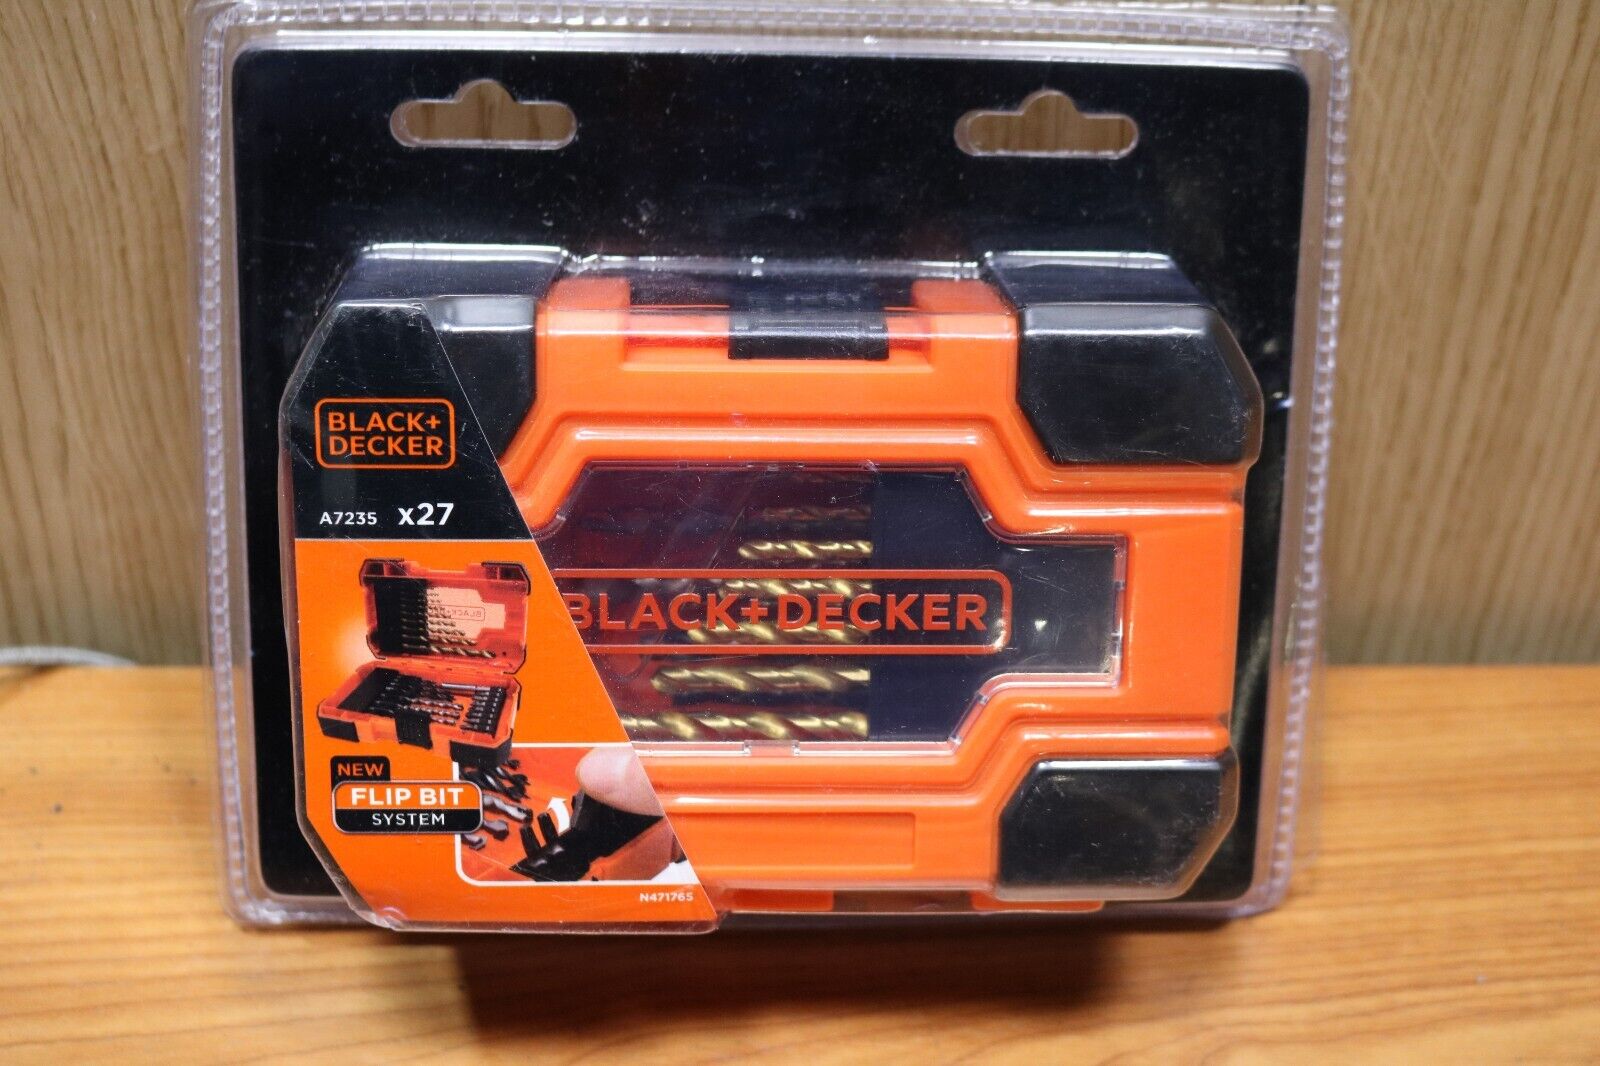 BLACK+
DECKER
A7235 x27
BLACK+DECKER
NEW
FLIP BIT
SYSTEM
N471765